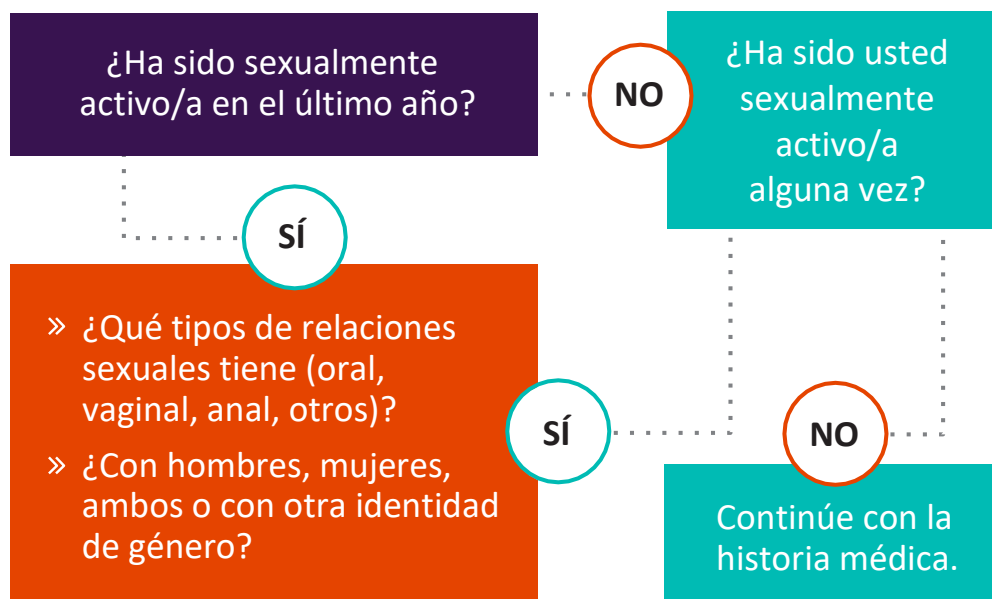 ¿Ha sido sexualmente
activo/a en el último año?
NO
¿Ha sido usted
sexualmente
activo/a
alguna vez?
SÍ
» ¿Qué tipos de relaciones
sexuales tiene (oral,
vaginal, anal, otros)?
» ¿Con hombres, mujeres,
ambos o con otra identidad
de género?
SÍ
NO
Continúe con la
historia médica.